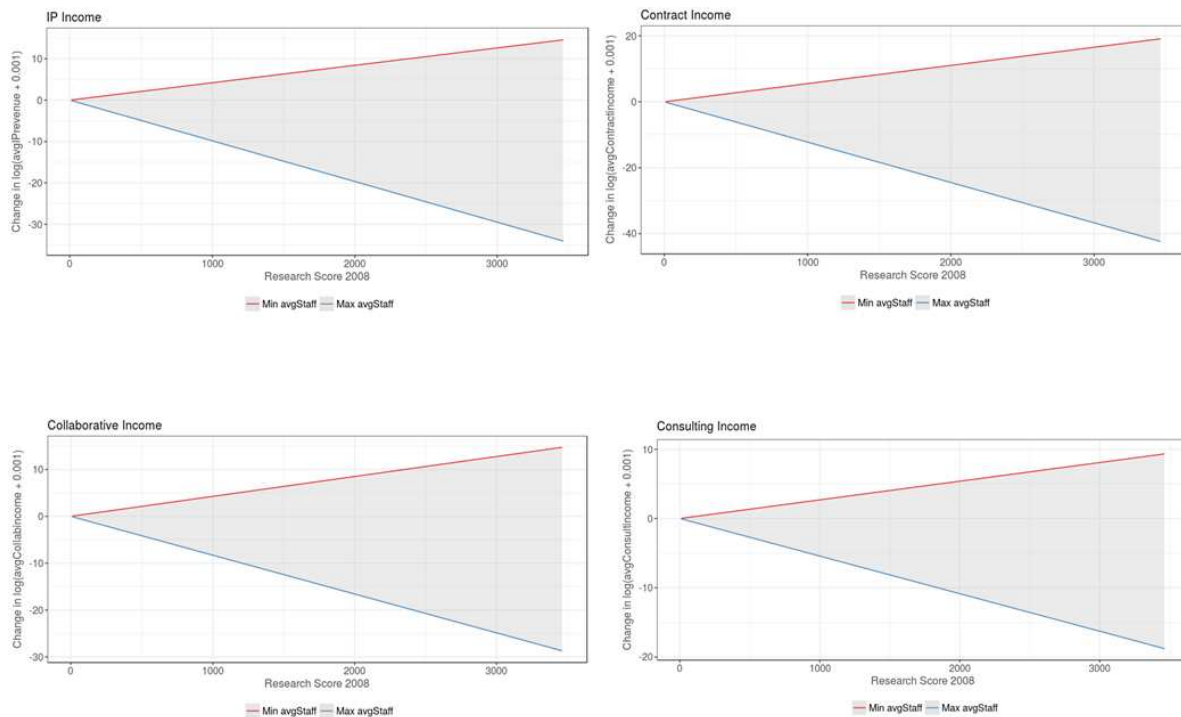 IP Income
Change in log(avgIPrevenue + 0.001)
10
0
-10
-20
-30
0 1000 2000 3000
Research Score 2008
Min avgStaff Max avgStaff
Contract Income
Change in log(avgContractincome + 0.001)
20
0
-20
-40
0 1000 2000 3000
Research Score 2008
Min avgStaff Max avgStaff
Collaborative Income
Change in log(avgCollabincome + 0.001)
10
0
-10
-20
-30
0 1000 2000 3000
Research Score 2008
Min avgStaff Max avgStaff
Consulting Income
Change in log(avgConsultincome + 0.001)
10
0
-10
-20
0 1000 2000 3000
Research Score 2008
Min avgStaff Max avgStaff